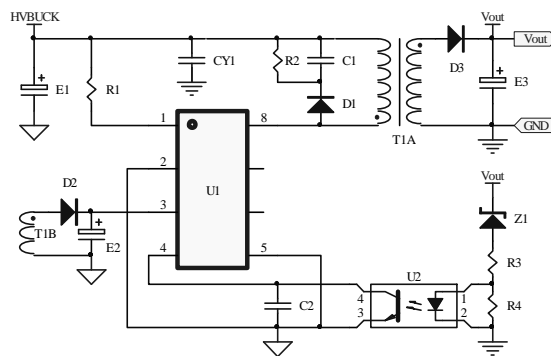 HVBUCK
Vout
Vout
CY1
R2
C1
D3
E1
R1
D1
E3
1
8
GND
T1A
2
D2
U1
Vout
3
Z1
T1B
E2
4
5
U2
R3
C2
4
1
R4
3
2
+
+
+